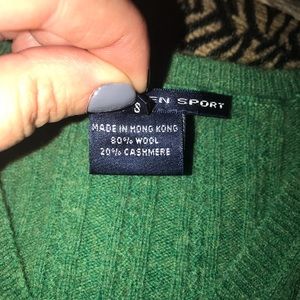 EN SPORT
S
MADE IN HONG KONG
80% WOOL
20% CASHMERE